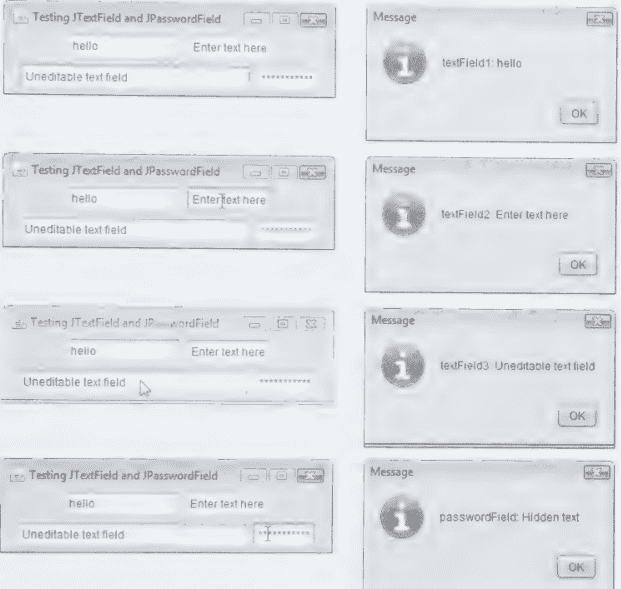 Testing JTextField and JPasswordField
hello Enter text here
Uneditable text field ***********
Message
textField1: hello
OK
Testing JTextField and JPasswordField
hello Enter text here
Uneditable text field ***********
Message
textField2: Enter text here
OK
Testing JTextField and JPasswordField
hello Enter text here
Uneditable text field ***********
Message
textField3: Uneditable text field
OK
Testing JTextField and JPasswordField
hello Enter text here
Uneditable text field ***********
Message
passwordField: Hidden text
OK